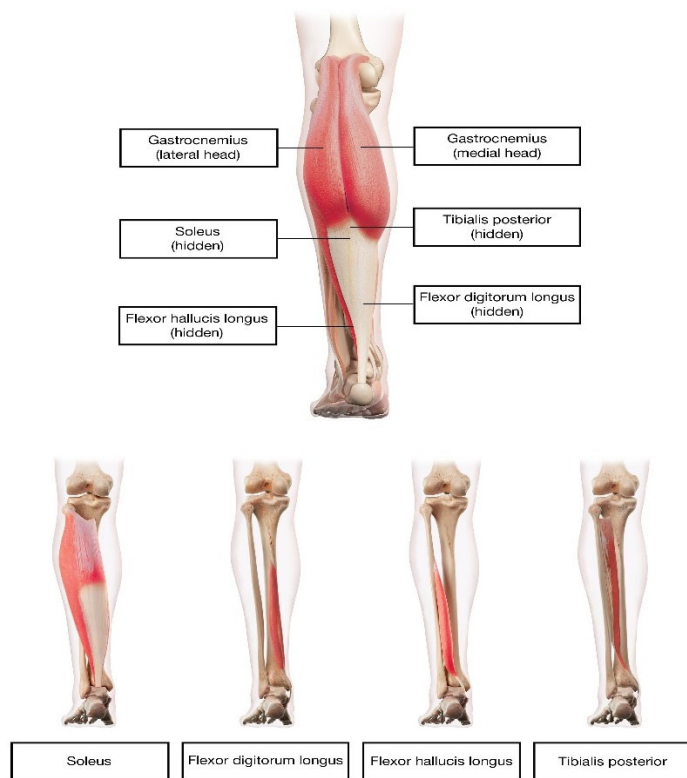 Gastrocnemius
(lateral head)
Gastrocnemius
(medial head)
Soleus
(hidden)
Tibialis posterior
(hidden)
Flexor hallucis longus
(hidden)
Flexor digitorum longus
(hidden)
Soleus
Flexor digitorum longus
Flexor hallucis longus
Tibialis posterior